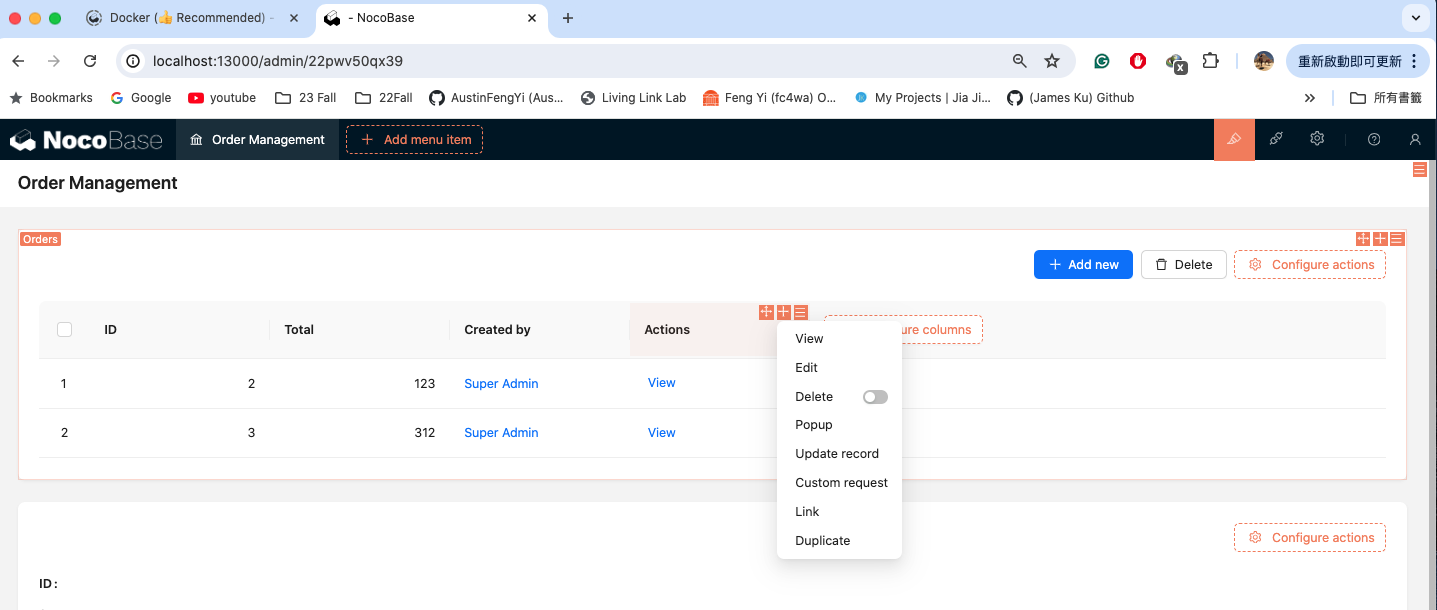 Docker (👍 Recommended) -
- NocoBase
localhost:13000/admin/22pwv50qx39
重新啟動即可更新
Bookmarks Google youtube 23 Fall 22Fall AustinFengYi (Aus... Living Link Lab Feng Yi (fc4wa) O... My Projects | Jia Ji... (James Ku) Github » 所有書籤
NocoBase Order Management + Add menu item
Order Management
Orders
+ Add new Delete Configure actions
ID Total Created by Actions ure columns
1 2 123 Super Admin View
2 3 312 Super Admin View
View
Edit
Delete
Popup
Update record
Custom request
Link
Duplicate
Configure actions
ID :